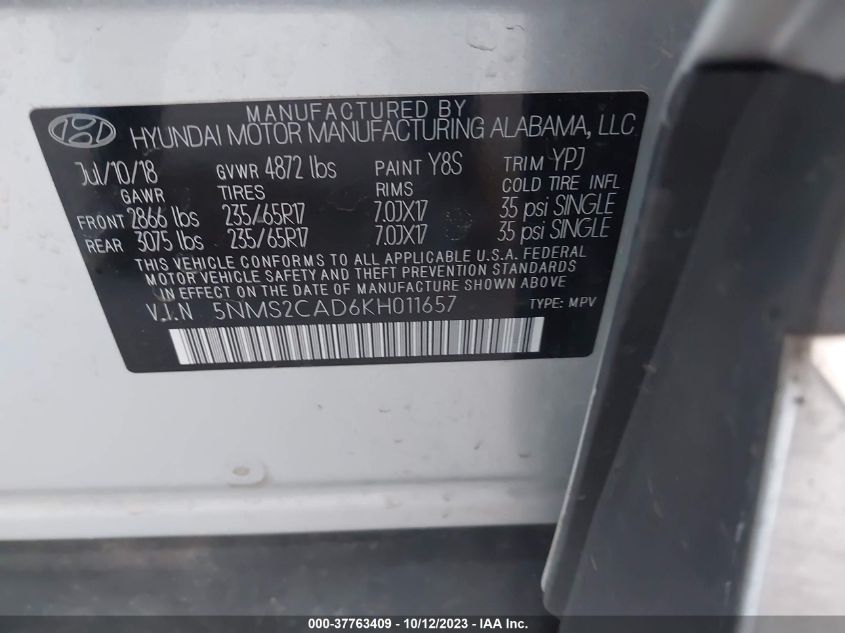 MANUFACTURED BY
HYUNDAI MOTOR MANUFACTURING ALABAMA, LLC
Jul/10/18 GVWR 4872 lbs PAINT Y8S TRIM YPJ
GAWR TIRES RIMS COLD TIRE INFL
FRONT 2866 lbs 235/65R17 7.0JX17 35 psi SINGLE
REAR 3075 lbs 235/65R17 7.0JX17 35 psi SINGLE
THIS VEHICLE CONFORMS TO ALL APPLICABLE U.S.A. FEDERAL
MOTOR VEHICLE SAFETY AND THEFT PREVENTION STANDARDS
IN EFFECT ON THE DATE OF MANUFACTURE SHOWN ABOVE.
V.I.N 5NMS2CAD6KH011657 TYPE: MPV
000-37763409 - 10/12/2023 - IAA Inc.